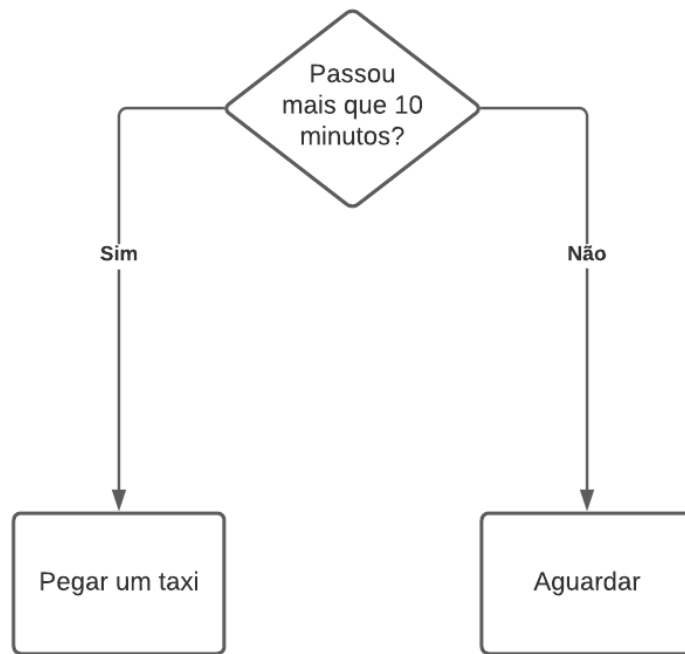 Passou
mais que 10
minutos?
Sim
Não
Pegar um taxi
Aguardar